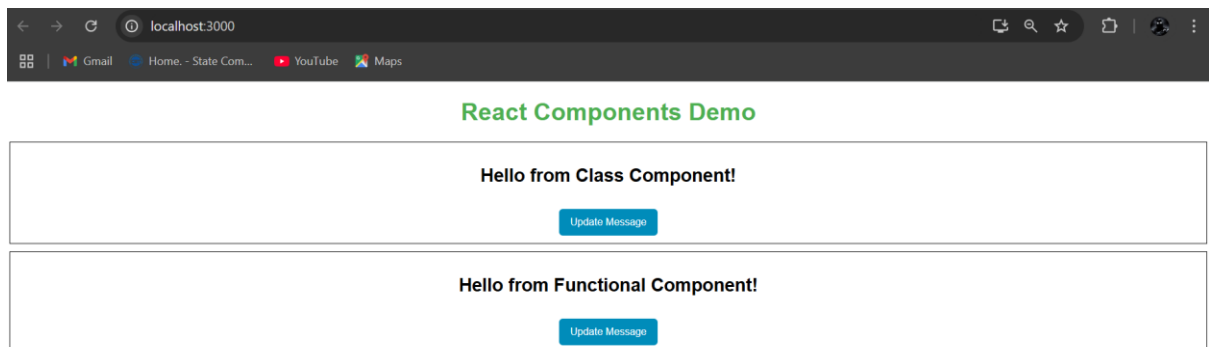 localhost:3000
Gmail Home. - State Com... YouTube Maps
React Components Demo
Hello from Class Component!
Update Message
Hello from Functional Component!
Update Message